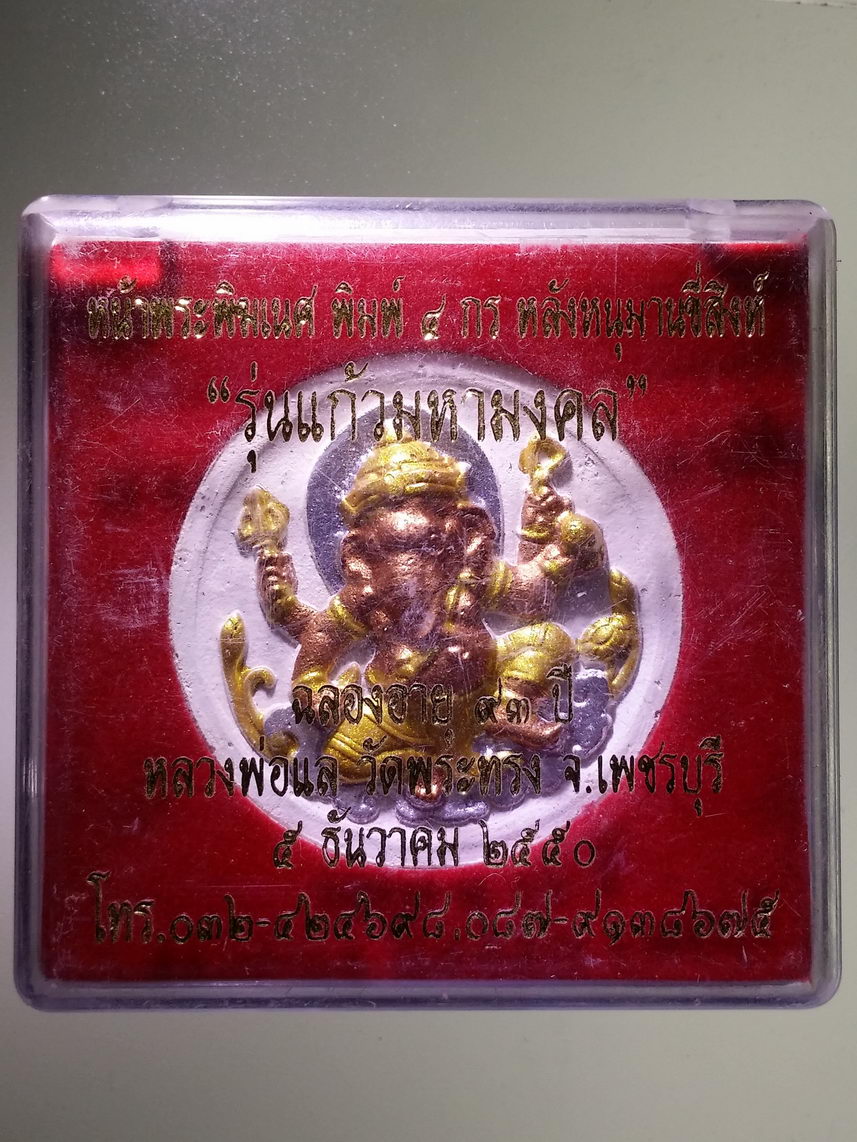 หน้าพระพิฆเนศ พิมพ์ ๔ กร หลังหนุมานขี่สิงห์
“รุ่นแก้วมหามงคล”
ฉลองอายุ ๙๓ ปี
หลวงพ่อแล วัดพระทรง จ.เพชรบุรี
๕ ธันวาคม ๒๕๕๐
โทร.๐๓๒-๔๒๔๖๙๘.๐๘๗-๙๑๓๘๖๗๕